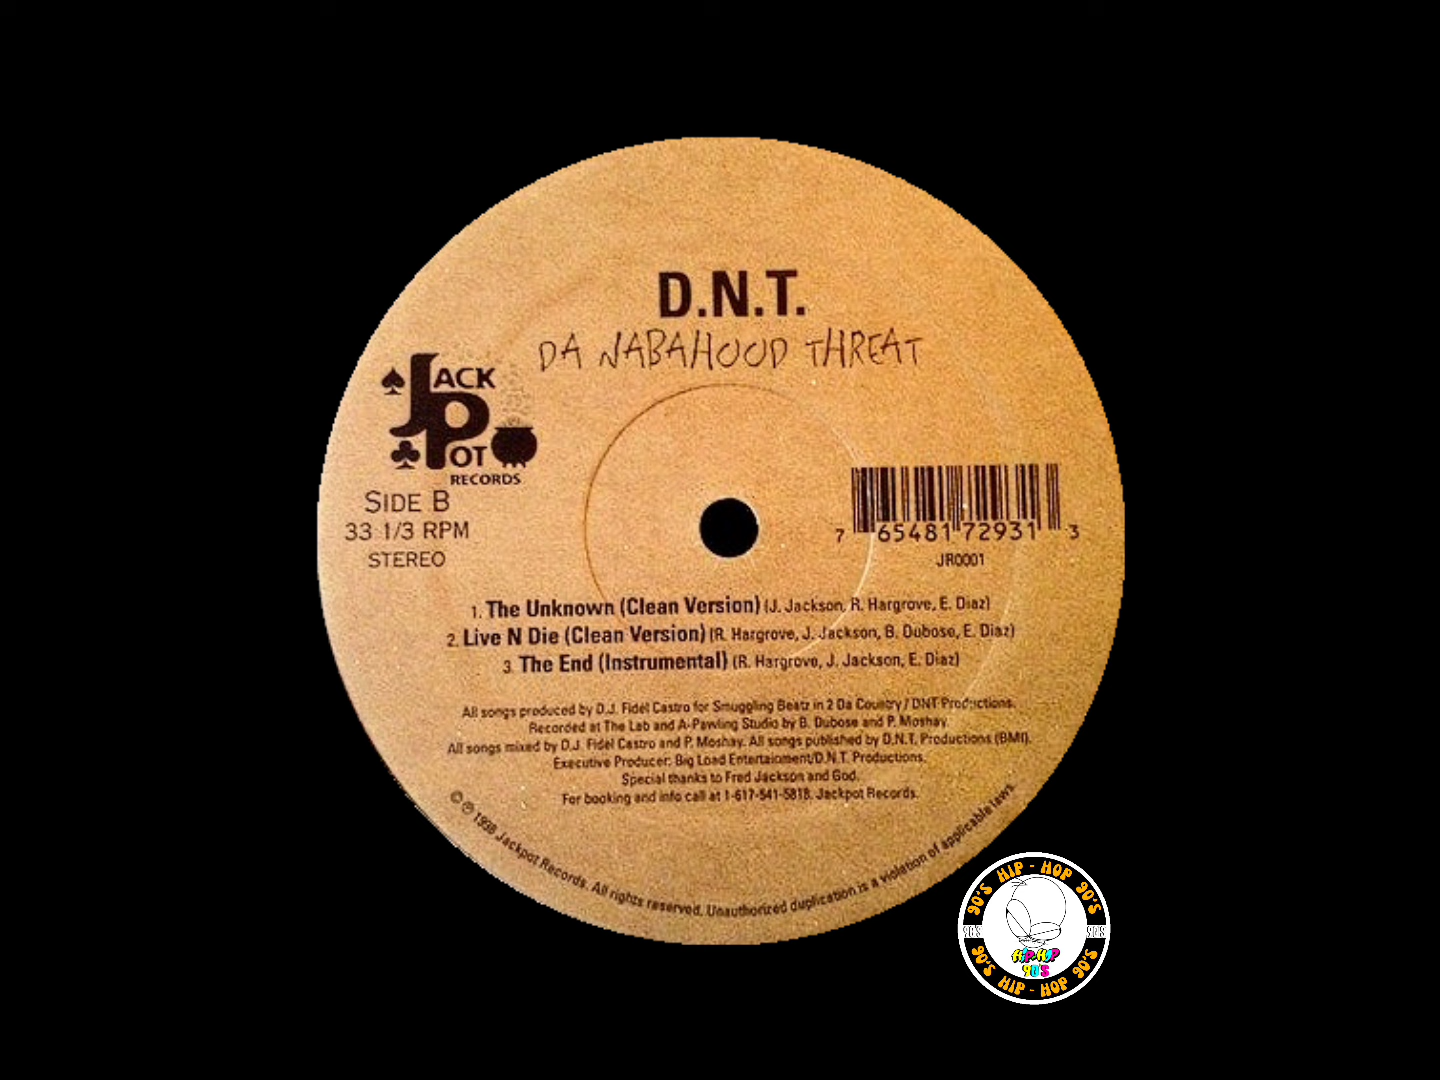 D.N.T.
DA NABAHOOD THREAT
JACK
POT
RECORDS
SIDE B
33 1/3 RPM
STEREO
7 65481 72931 3
JR0001
1. The Unknown (Clean Version) (J. Jackson, R. Hargrove, E. Diaz)
2. Live N Die (Clean Version) (R. Hargrove, J. Jackson, B. Dubose, E. Diaz)
3. The End (Instrumental) (R. Hargrove, J. Jackson, E. Diaz)
All songs produced by D.J. Fidel Castro for Smuggling Beatz in 2 Da Country / DNT Productions.
Recorded at The Lab and A-Pawling Studio by B. Dubose and P. Moshay.
All songs mixed by D.J. Fidel Castro and P. Moshay. All songs published by D.N.T. Productions (BMI).
Executive Producer: Big Load Entertainment/D.N.T. Productions.
Special thanks to Fred Jackson and God.
For booking and info call at 1-617-541-5818. Jackpot Records.
© ℗ 1998 Jackpot Records. All rights reserved. Unauthorized duplication is a violation of applicable laws.
90'S HIP - HOP 90'S
90'S 90'S
HIP-HOP
90'S
90'S HIP - HOP 90'S